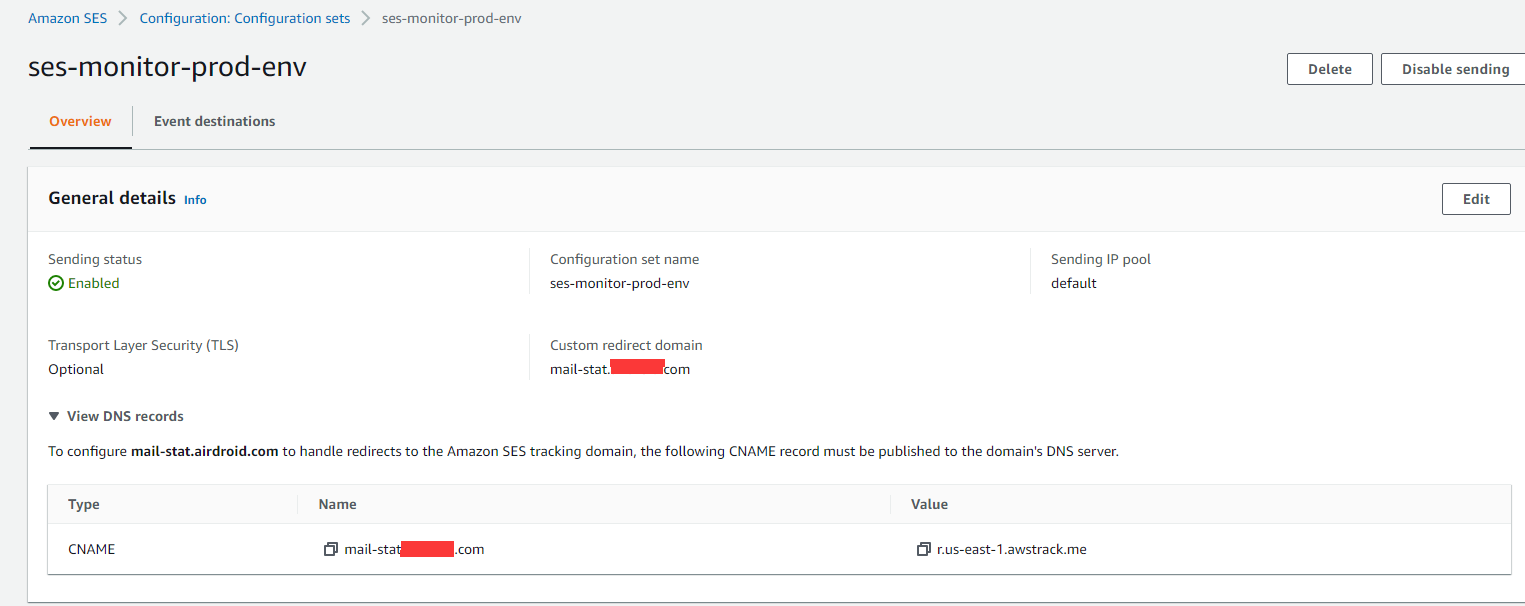 Amazon SES > Configuration: Configuration sets > ses-monitor-prod-env
ses-monitor-prod-env
Delete
Disable sending
Overview
Event destinations
General details Info
Edit
Sending status
Enabled
Configuration set name
ses-monitor-prod-env
Sending IP pool
default
Transport Layer Security (TLS)
Optional
Custom redirect domain
mail-stat. com
View DNS records
To configure mail-stat.airdroid.com to handle redirects to the Amazon SES tracking domain, the following CNAME record must be published to the domain's DNS server.
Type Name Value
CNAME mail-stat .com r.us-east-1.awstrack.me